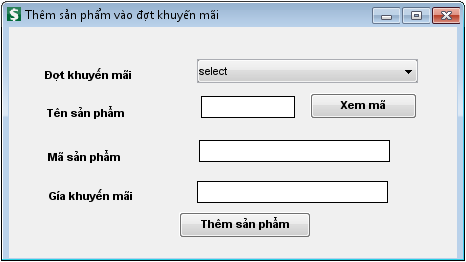 Thêm sản phẩm vào đợt khuyến mãi
Đợt khuyến mãi select
Tên sản phẩm Xem mã
Mã sản phẩm
Gía khuyến mãi
Thêm sản phẩm